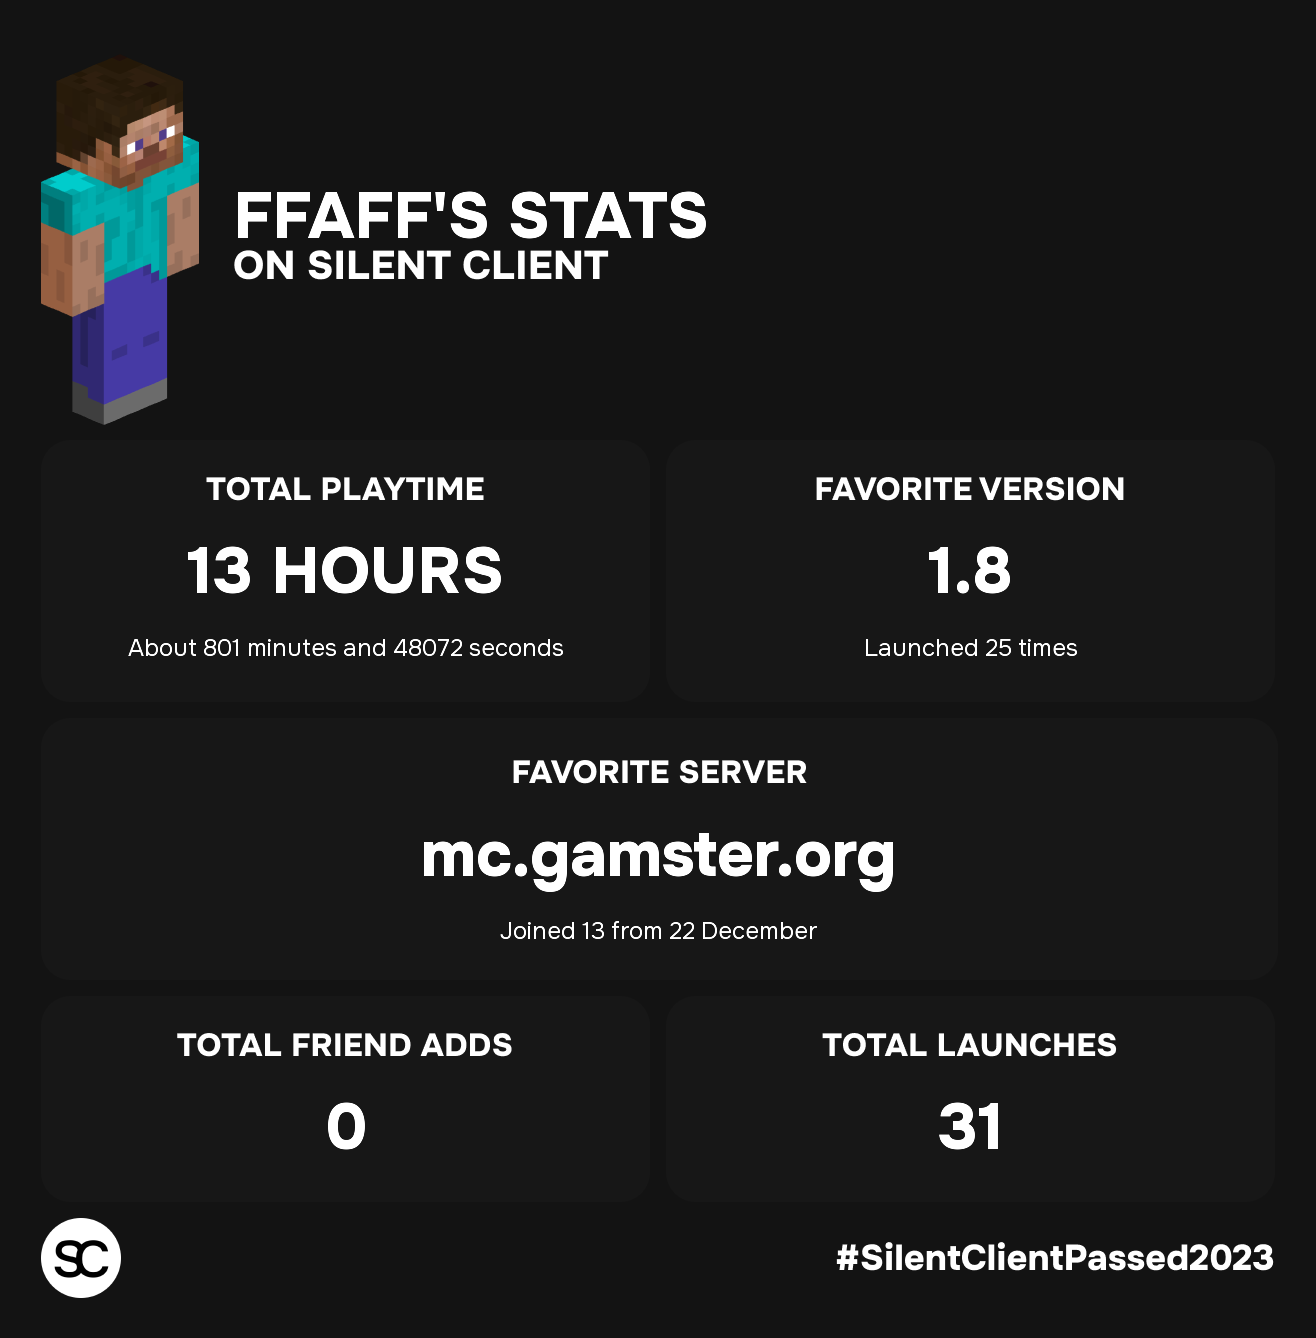 FFAFF'S STATS
ON SILENT CLIENT
TOTAL PLAYTIME
13 HOURS
About 801 minutes and 48072 seconds
FAVORITE VERSION
1.8
Launched 25 times
FAVORITE SERVER
mc.gamster.org
Joined 13 from 22 December
TOTAL FRIEND ADDS
0
TOTAL LAUNCHES
31
SC
#SilentClientPassed2023